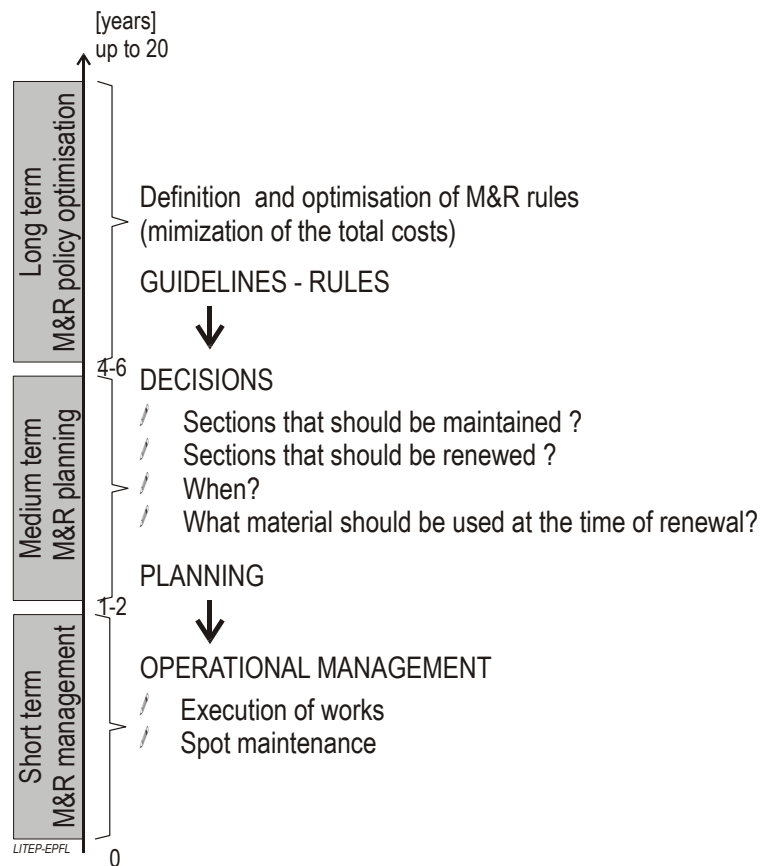 [years]
up to 20
Long term
M&R policy optimisation
Definition and optimisation of M&R rules
(mimization of the total costs)
GUIDELINES - RULES
4-6
Medium term
M&R planning
DECISIONS
Sections that should be maintained ?
Sections that should be renewed ?
When?
What material should be used at the time of renewal?
PLANNING
1-2
Short term
M&R management
OPERATIONAL MANAGEMENT
Execution of works
Spot maintenance
LITEP-EPFL
0